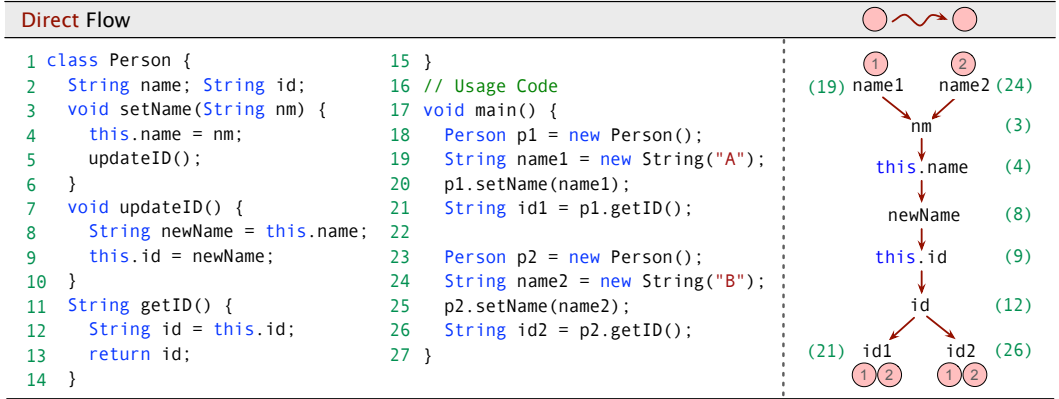 Direct Flow
1 class Person {
2 String name; String id;
3 void setName(String nm) {
4 this.name = nm;
5 updateID();
6 }
7 void updateID() {
8 String newName = this.name;
9 this.id = newName;
10 }
11 String getID() {
12 String id = this.id;
13 return id;
14 }
15 }
16 // Usage Code
17 void main() {
18 Person p1 = new Person();
19 String name1 = new String("A");
20 p1.setName(name1);
21 String id1 = p1.getID();
22
23 Person p2 = new Person();
24 String name2 = new String("B");
25 p2.setName(name2);
26 String id2 = p2.getID();
27 }
1 2
(19) name1 name2 (24)
nm (3)
this.name (4)
newName (8)
this.id (9)
id (12)
(21) id1 id2 (26)
1 2 1 2